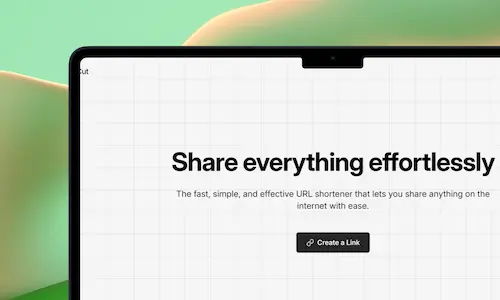 Cut
Share everything effortlessly
The fast, simple, and effective URL shortener that lets you share anything on the
internet with ease.
Create a Link